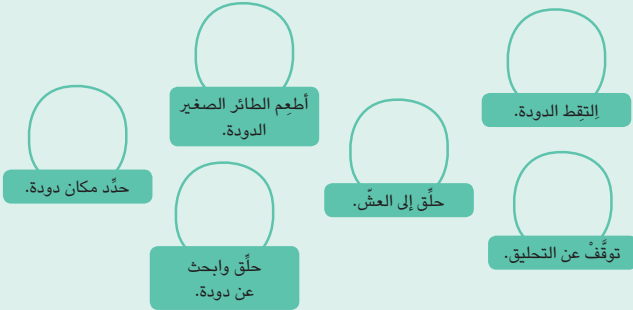 اِلتقِط الدودة.
أطعِم الطائر الصغير
الدودة.
حلِّق إلى العشّ.
حدِّد مكان دودة.
توقَّفْ عن التحليق.
حلِّق وابحث
عن دودة.